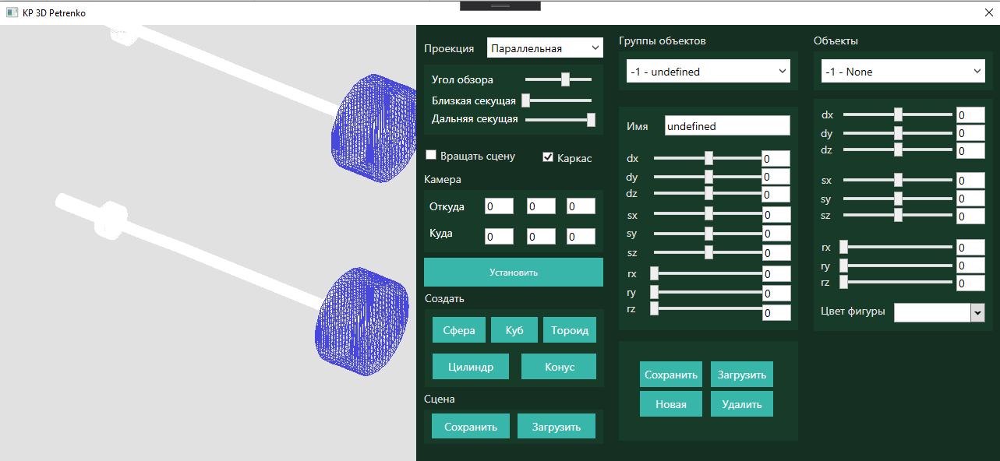 KP 3D Petrenko
Проекция
Параллельная
Угол обзора
Близкая секущая
Дальняя секущая
Вращать сцену
Каркас
Камера
Откуда
0
0
0
Куда
0
0
0
Установить
Создать
Сфера
Куб
Тороид
Цилиндр
Конус
Сцена
Сохранить
Загрузить
Группы объектов
-1 - undefined
Имя
undefined
dx
0
dy
0
dz
0
sx
0
sy
0
sz
0
rx
0
ry
0
rz
0
Сохранить
Загрузить
Новая
Удалить
Объекты
-1 - None
dx
0
dy
0
dz
0
sx
0
sy
0
sz
0
rx
0
ry
0
rz
0
Цвет фигуры